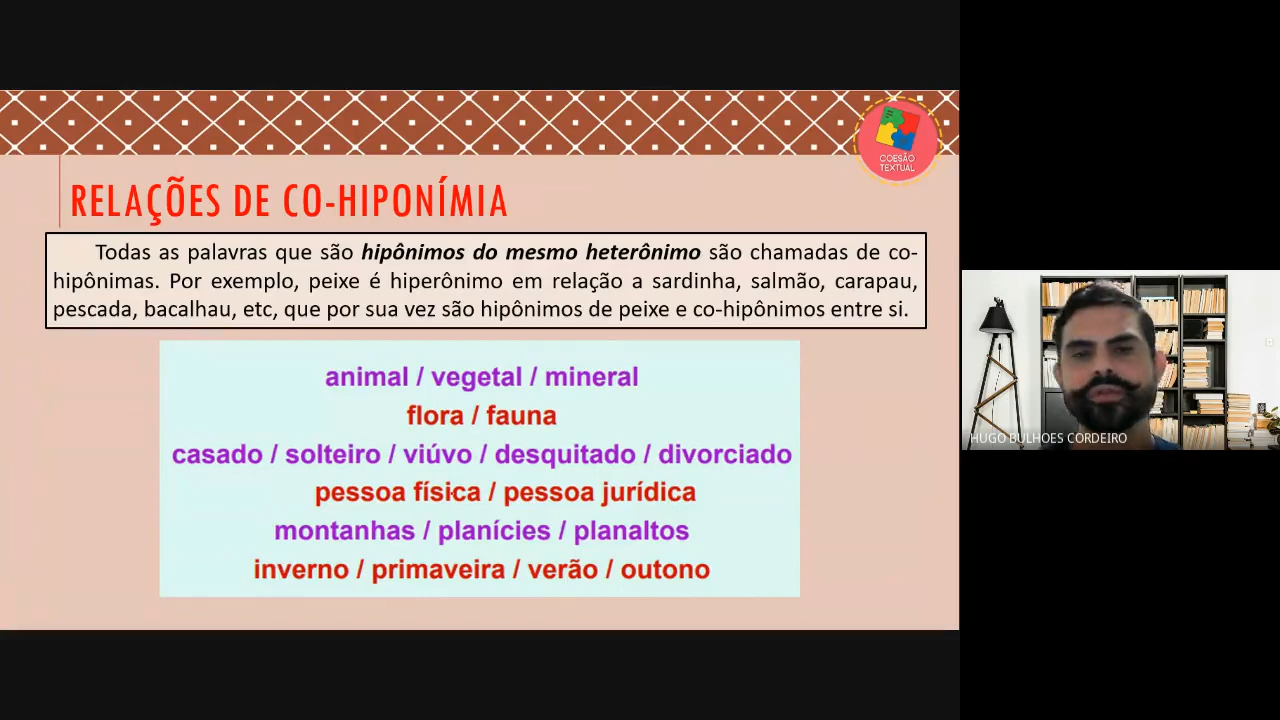 COESÃO
TEXTUAL
RELAÇÕES DE CO-HIPONÍMIA
Todas as palavras que são hipônimos do mesmo heterônimo são chamadas de co-
hipônimas. Por exemplo, peixe é hiperônimo em relação a sardinha, salmão, carapau,
pescada, bacalhau, etc, que por sua vez são hipônimos de peixe e co-hipônimos entre si.
animal / vegetal / mineral
flora / fauna
casado / solteiro / viúvo / desquitado / divorciado
pessoa física / pessoa jurídica
montanhas / planícies / planaltos
inverno / primaveira / verão / outono
HUGO BULHOES CORDEIRO